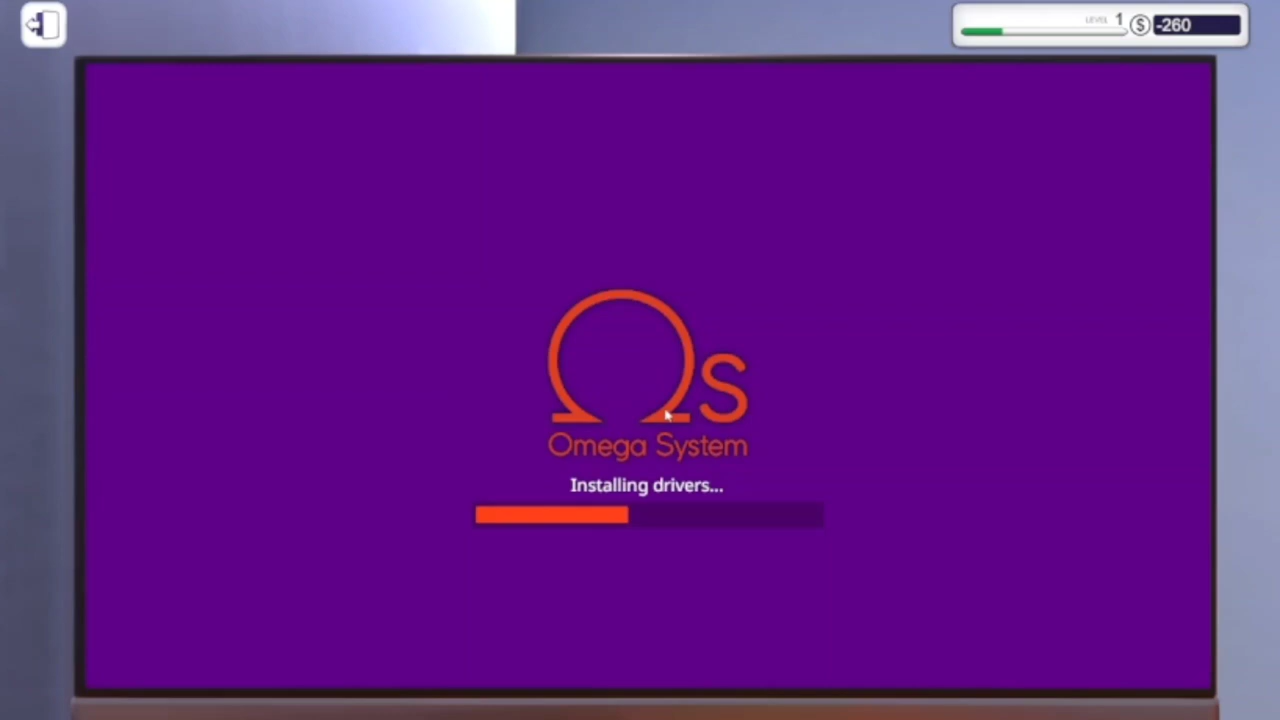 LEVEL 1 $ -260
Ωs
Omega System
Installing drivers...